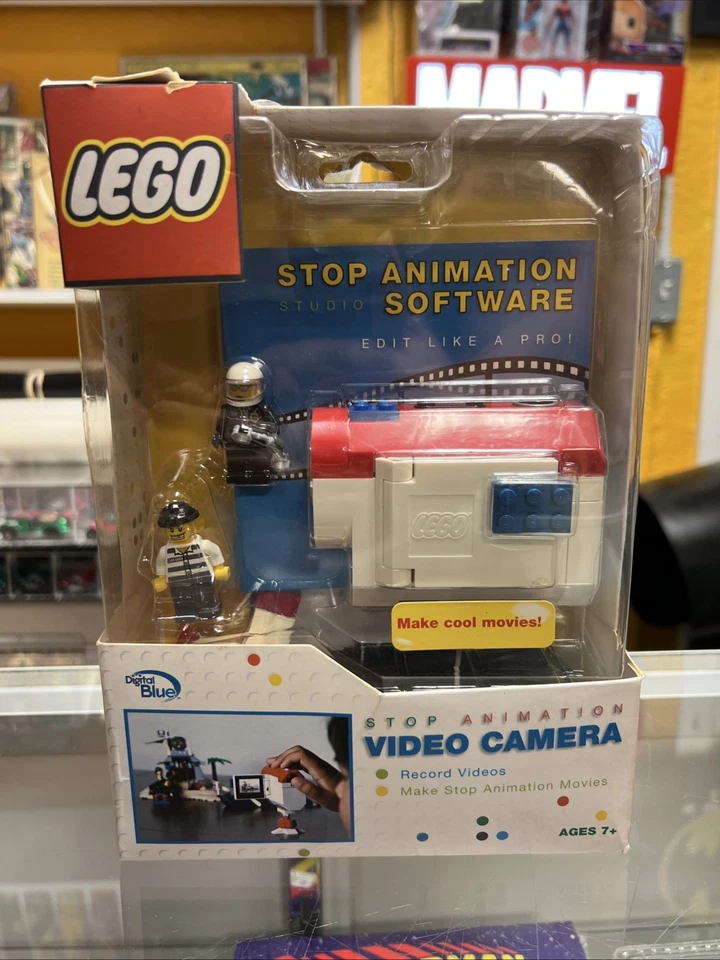 MARVEL
LEGO
STOP ANIMATION
STUDIO SOFTWARE
EDIT LIKE A PRO!
LEGO
Make cool movies!
Digital
Blue
STOP ANIMATION
VIDEO CAMERA
Record Videos
Make Stop Animation Movies
AGES 7+